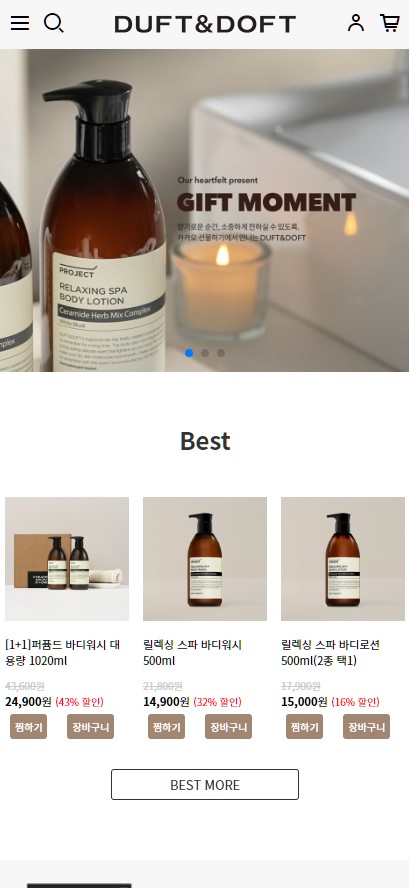 DUFT&DOFT
Our heartfelt present
GIFT MOMENT
향기로운 순간, 소중하게 전하실 수 있도록,
카카오 선물하기에서 만나는 DUFT&DOFT
PROJECT
RELAXING SPA
BODY LOTION
Ceramide Herb Mix Complex
White Musk
Best
[1+1]퍼퓸드 바디워시 대
용량 1020ml
43,600원
24,900원 (43% 할인)
찜하기 장바구니
릴렉싱 스파 바디워시
500ml
21,800원
14,900원 (32% 할인)
찜하기 장바구니
릴렉싱 스파 바디로션
500ml(2종 택1)
17,900원
15,000원 (16% 할인)
찜하기 장바구니
BEST MORE